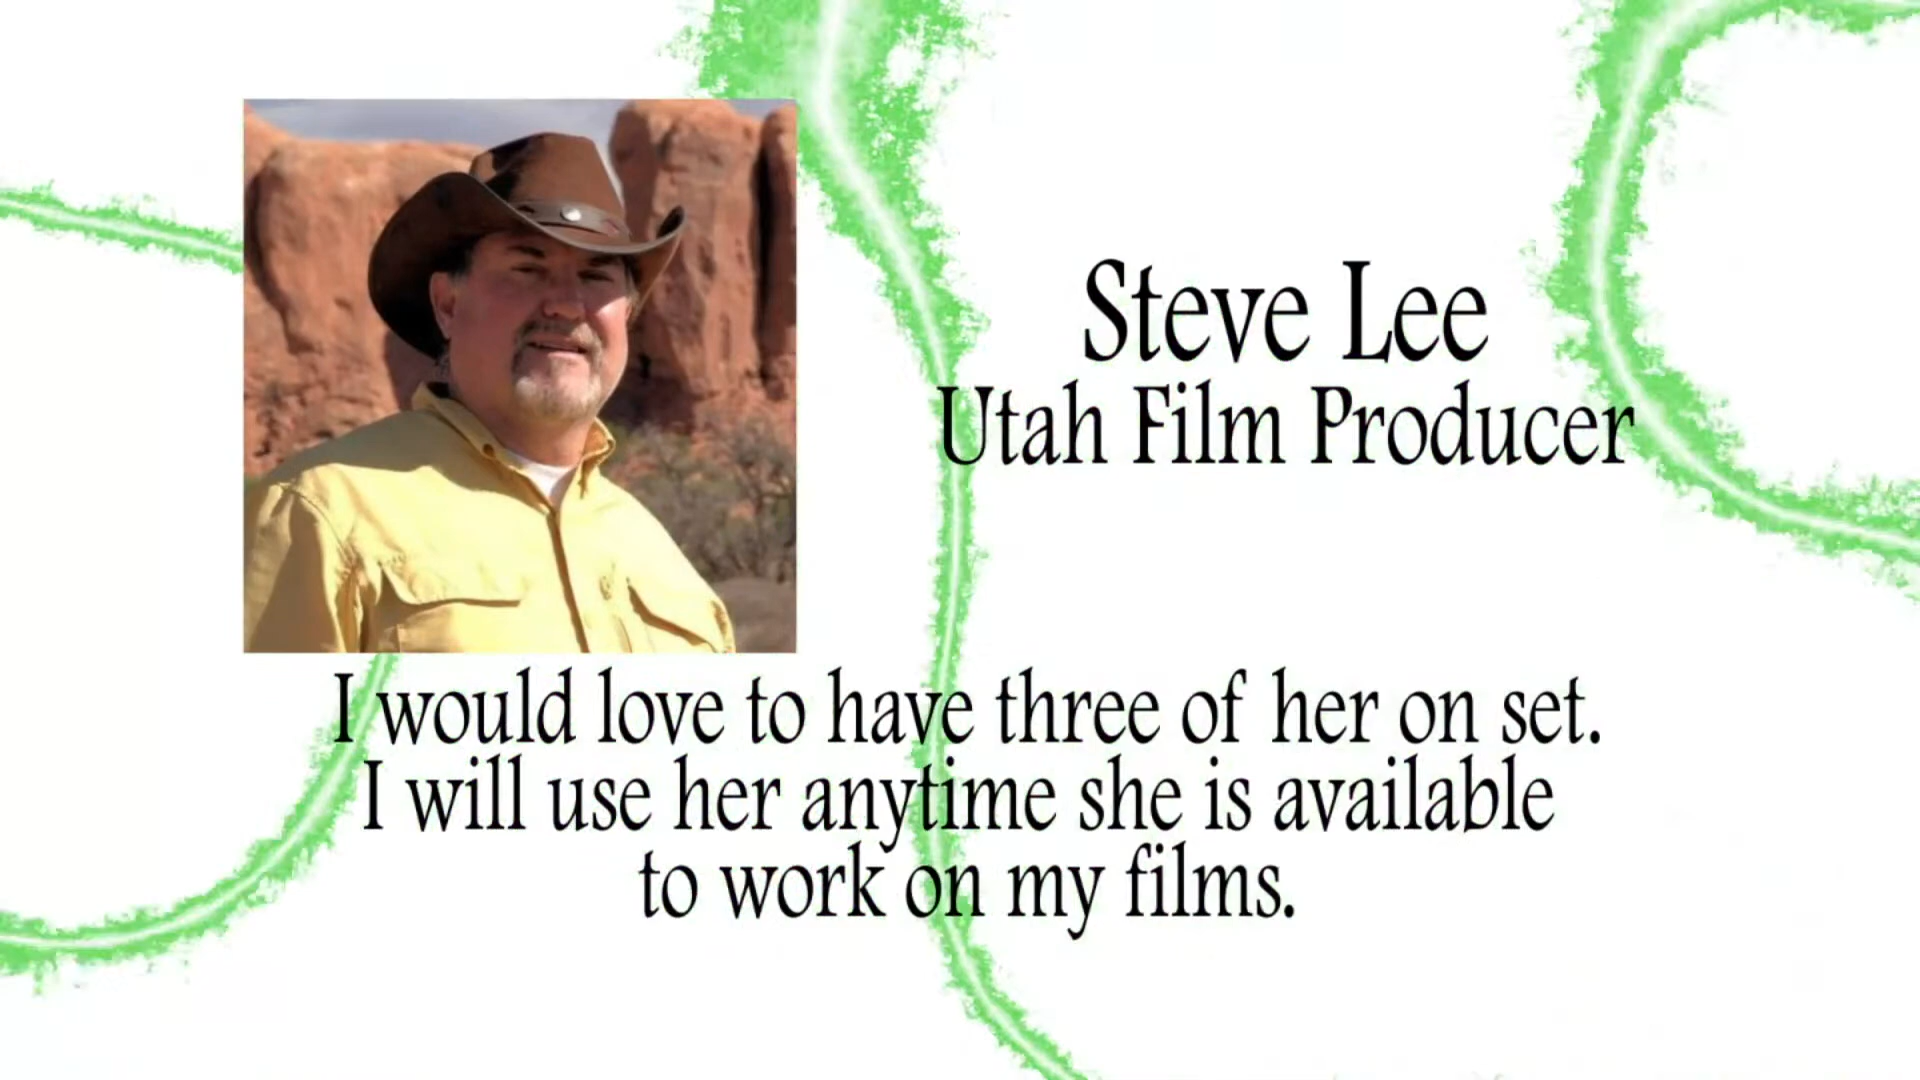 Steve Lee
Utah Film Producer
I would love to have three of her on set.
I will use her anytime she is available
to work on my films.